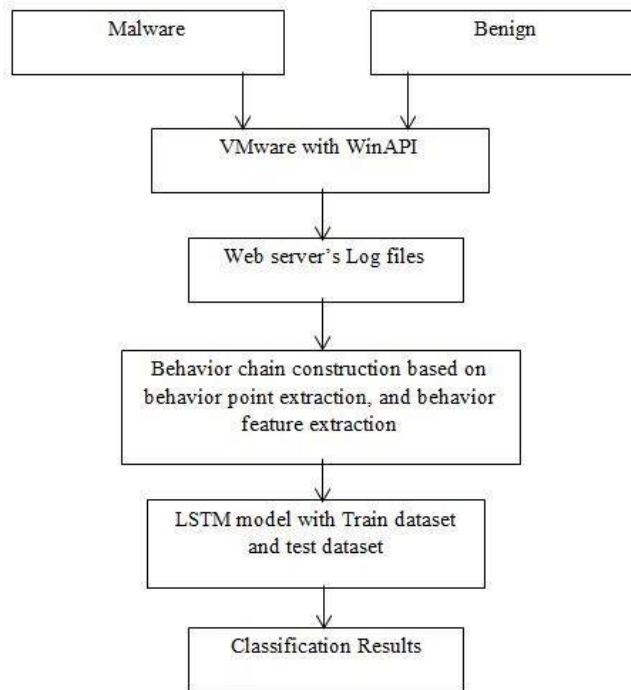 Malware
Benign
VMware with WinAPI
Web server's Log files
Behavior chain construction based on
behavior point extraction, and behavior
feature extraction
LSTM model with Train dataset
and test dataset
Classification Results